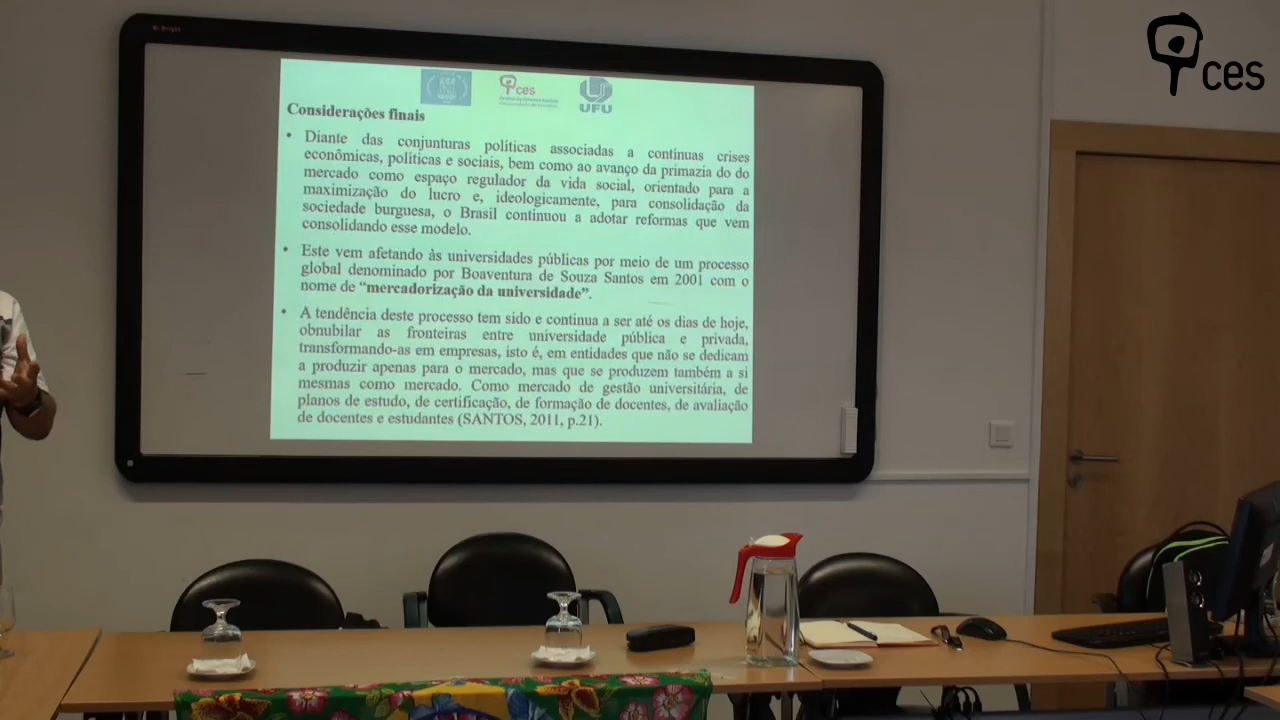 ces
ces
UFU
Considerações finais
• Diante das conjunturas políticas associadas a contínuas crises
econômicas, políticas e sociais, bem como ao avanço da primazia do do
mercado como espaço regulador da vida social, orientado para a
maximização do lucro e, ideologicamente, para consolidação da
sociedade burguesa, o Brasil continuou a adotar reformas que vem
consolidando esse modelo.
• Este vem afetando às universidades públicas por meio de um processo
global denominado por Boaventura de Souza Santos em 2001 com o
nome de “mercadorização da universidade”.
• A tendência deste processo tem sido e continua a ser até os dias de hoje,
obnubilar as fronteiras entre universidade pública e privada,
transformando-as em empresas, isto é, em entidades que não se dedicam
a produzir apenas para o mercado, mas que se produzem também a si
mesmas como mercado. Como mercado de gestão universitária, de
planos de estudo, de certificação, de formação de docentes, de avaliação
de docentes e estudantes (SANTOS, 2011, p.21).